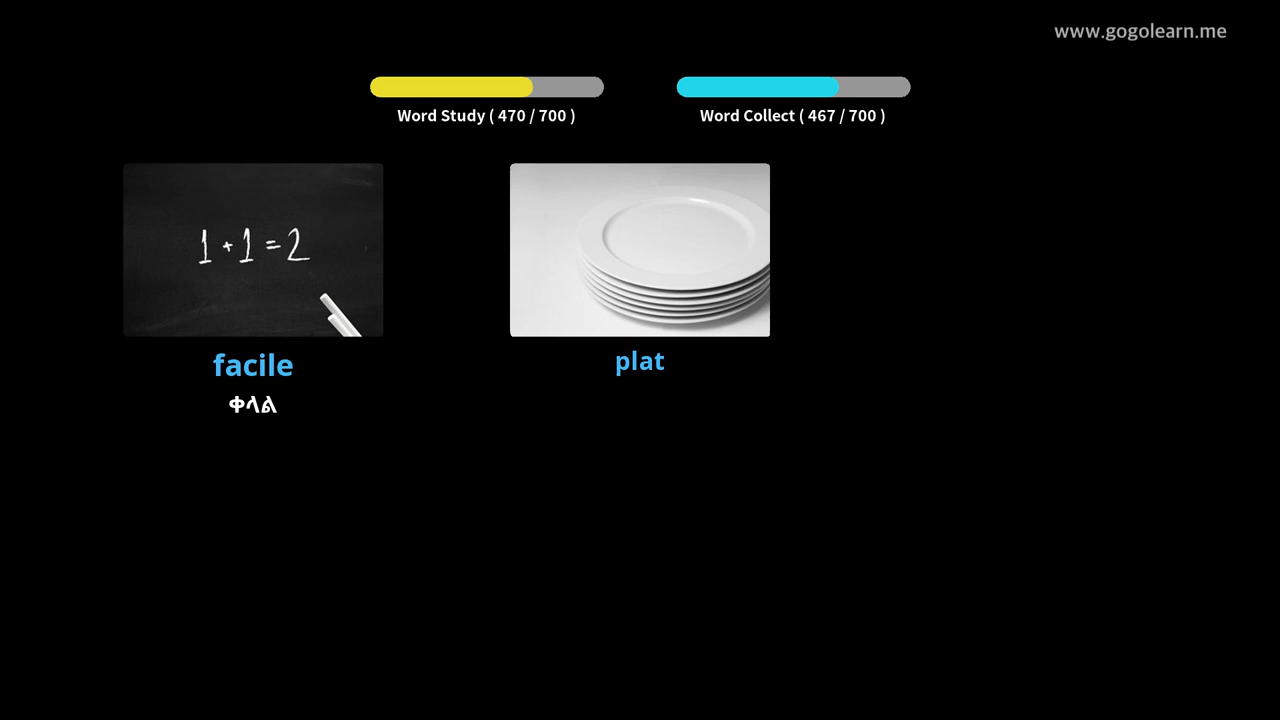 www.gogolearn.me
Word Study ( 470 / 700 )
Word Collect ( 467 / 700 )
1 + 1 = 2
facile
ቀላል
plat